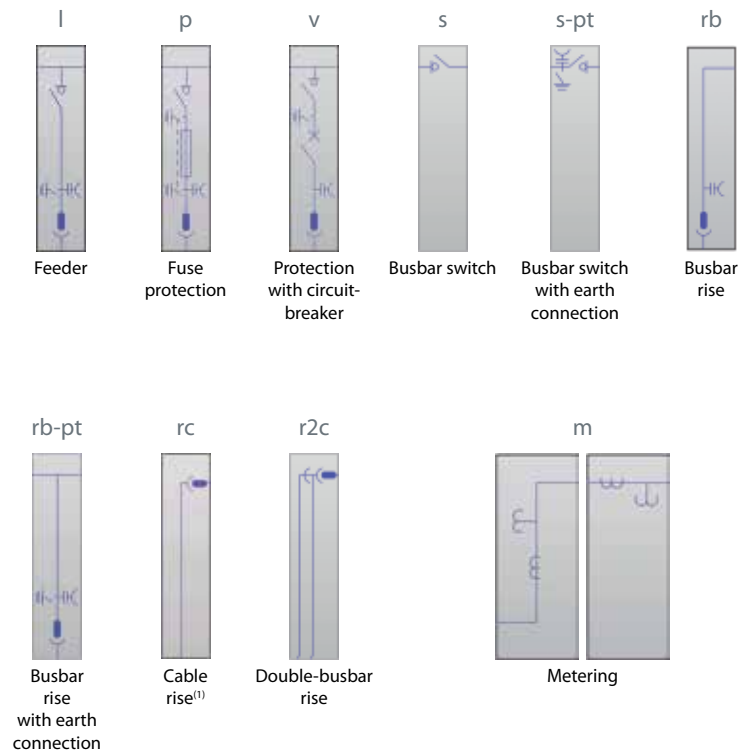 l p v s s-pt rb
Feeder
Fuse
protection
Protection
with circuit-
breaker
Busbar switch
Busbar switch
with earth
connection
Busbar
rise
rb-pt rc r2c m
Busbar
rise
with earth
connection
Cable
rise(1)
Double-busbar
rise
Metering